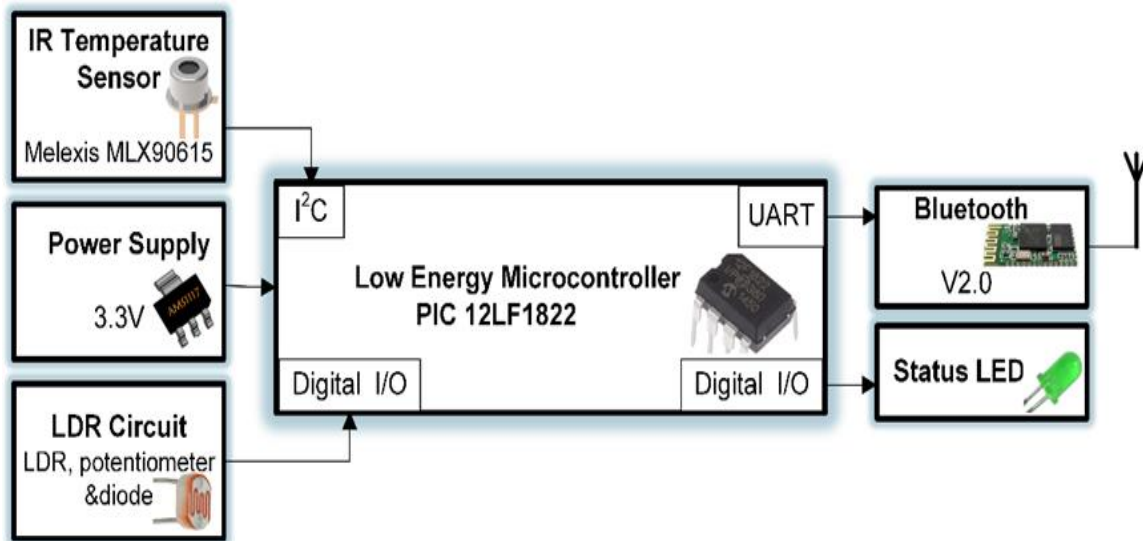 IR Temperature
Sensor
Melexis MLX90615
Power Supply
3.3V
AMS1117
LDR Circuit
LDR, potentiometer
&diode
I²C
UART
Low Energy Microcontroller
PIC 12LF1822
Digital I/O
Digital I/O
Bluetooth
V2.0
Status LED